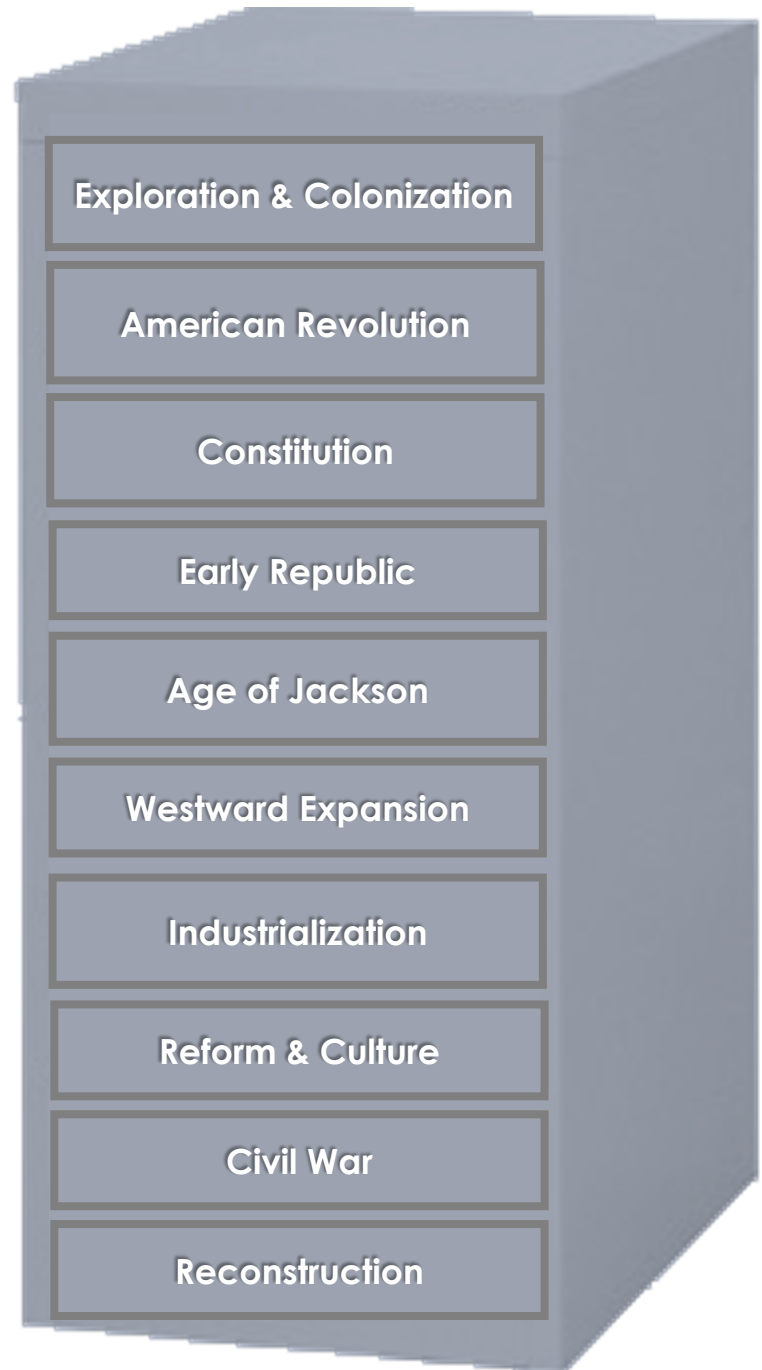 Exploration & Colonization
American Revolution
Constitution
Early Republic
Age of Jackson
Westward Expansion
Industrialization
Reform & Culture
Civil War
Reconstruction